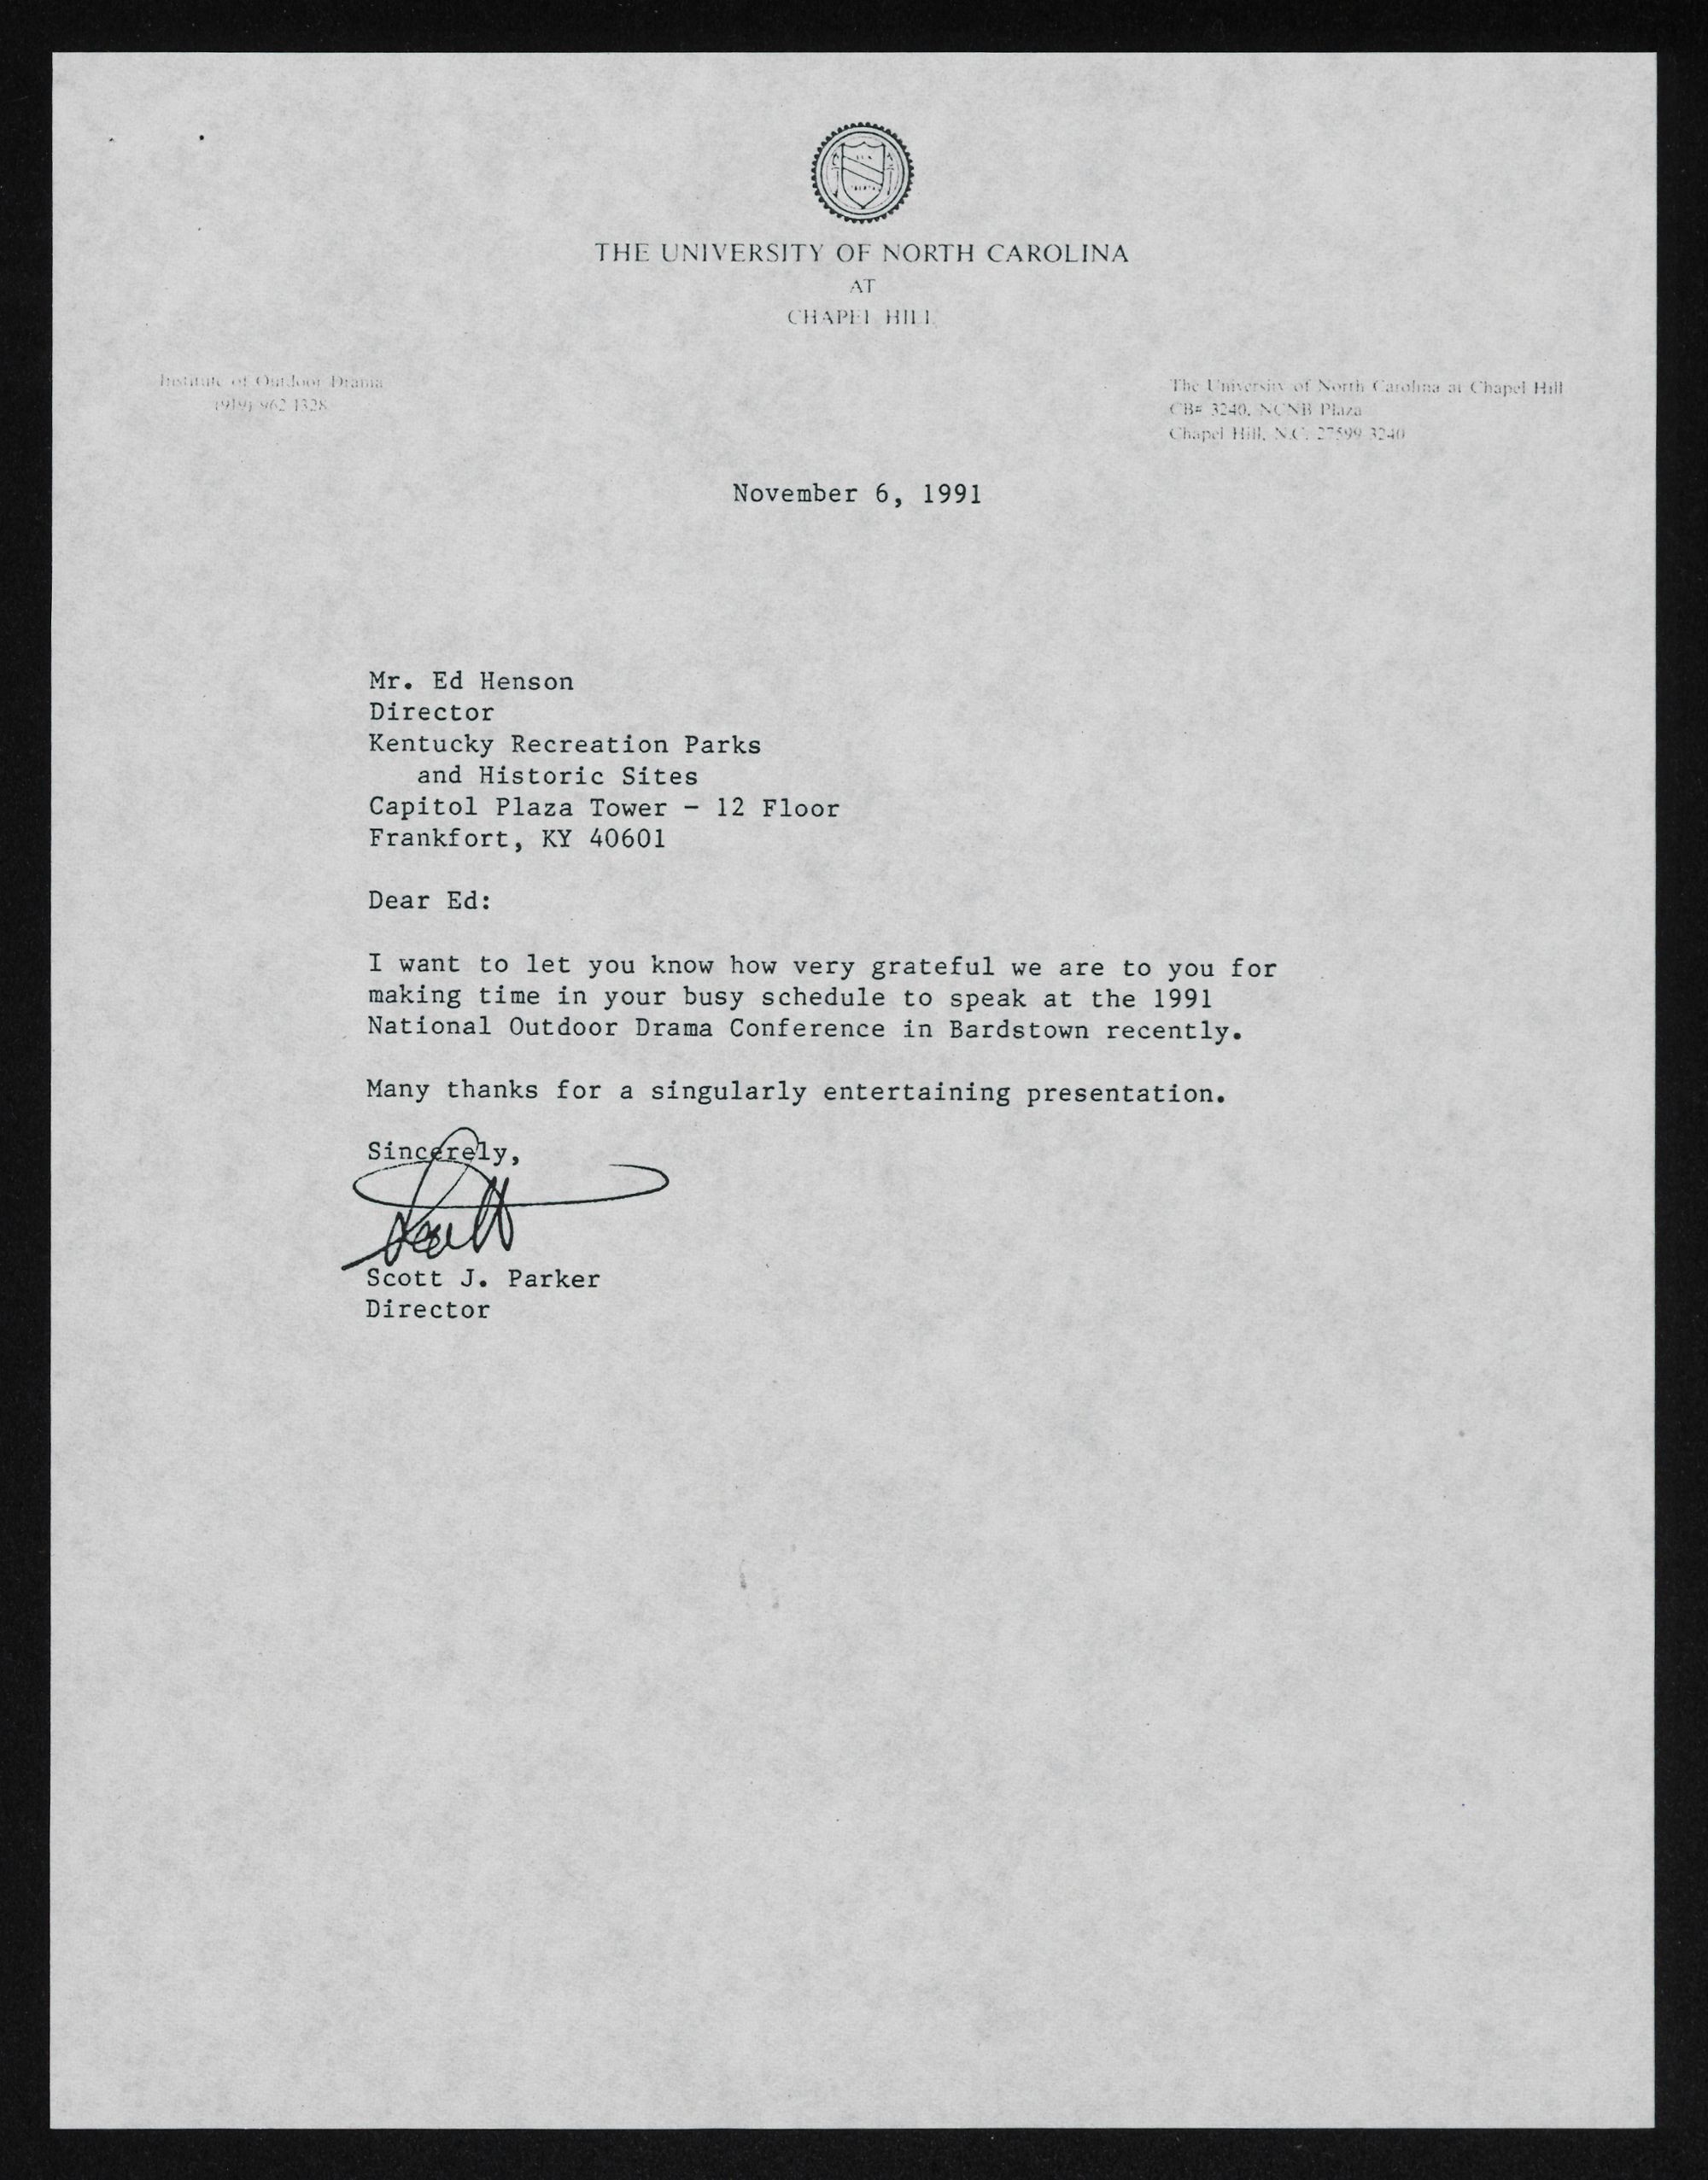 THE UNIVERSITY OF NORTH CAROLINA
AT
CHAPEL HILL
Institute of Outdoor Drama
(919) 962-1328
The University of North Carolina at Chapel Hill
CB# 3240, NCNB Plaza
Chapel Hill, N.C. 27599-3240
November 6, 1991
Mr. Ed Henson
Director
Kentucky Recreation Parks
and Historic Sites
Capitol Plaza Tower - 12 Floor
Frankfort, KY 40601
Dear Ed:
I want to let you know how very grateful we are to you for
making time in your busy schedule to speak at the 1991
National Outdoor Drama Conference in Bardstown recently.
Many thanks for a singularly entertaining presentation.
Sincerely,
Scott
Scott J. Parker
Director